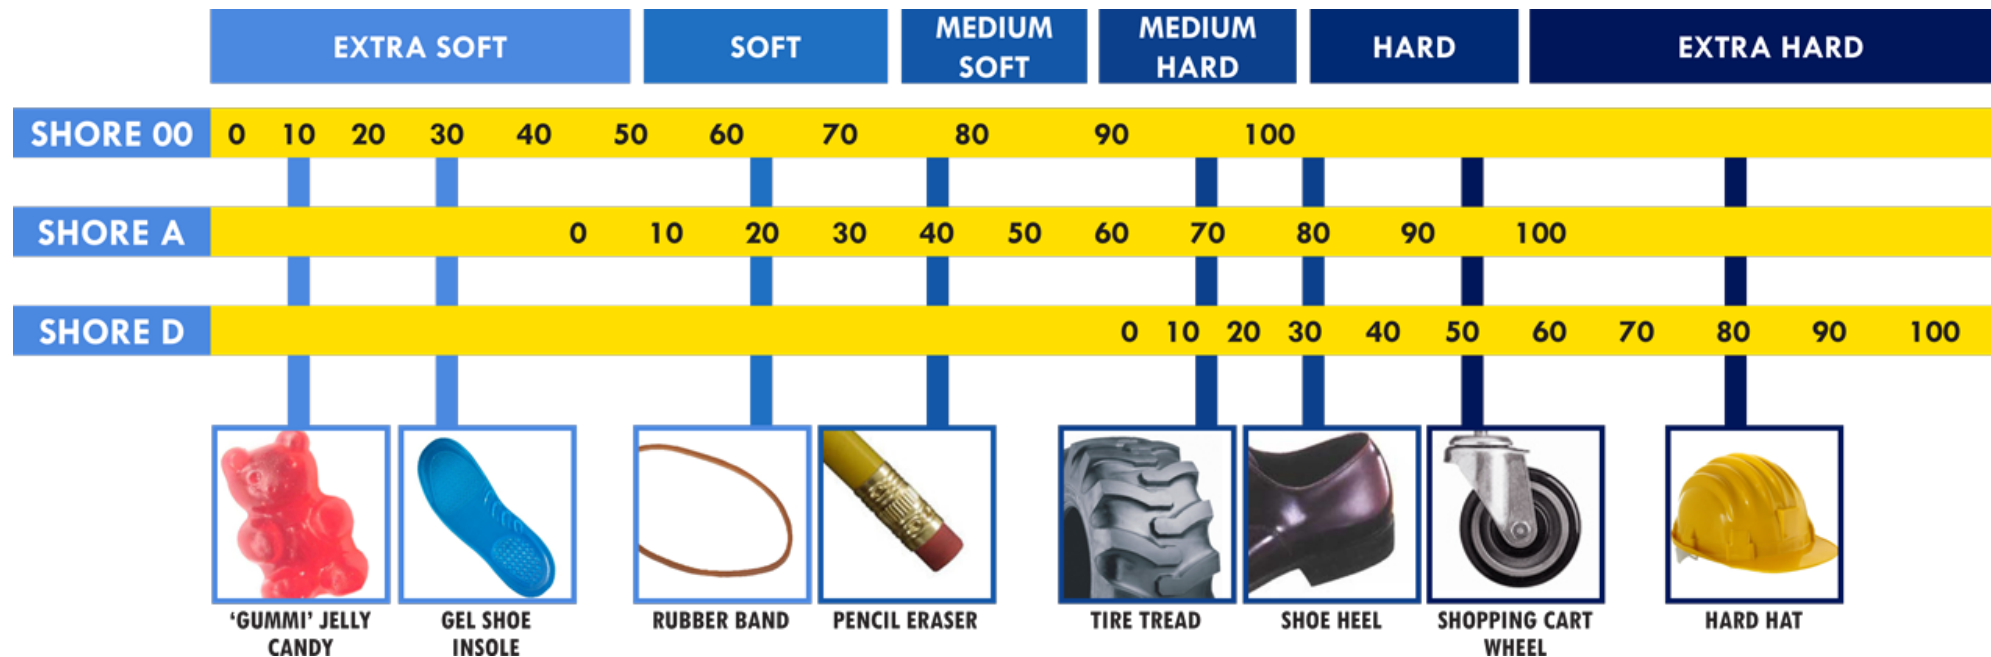 EXTRA SOFT
SOFT
MEDIUM
SOFT
MEDIUM
HARD
HARD
EXTRA HARD
SHORE 00 0 10 20 30 40 50 60 70 80 90 100
SHORE A 0 10 20 30 40 50 60 70 80 90 100
SHORE D 0 10 20 30 40 50 60 70 80 90 100
‘GUMMI’ JELLY
CANDY
GEL SHOE
INSOLE
RUBBER BAND
PENCIL ERASER
TIRE TREAD
SHOE HEEL
SHOPPING CART
WHEEL
HARD HAT